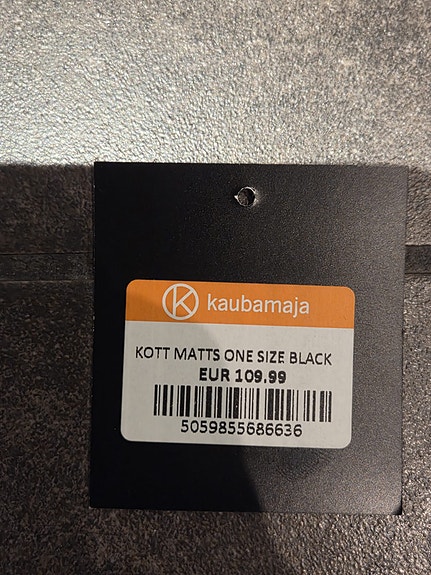 K kaubamaja
KOTT MATTS ONE SIZE BLACK
EUR 109.99
5059855686636